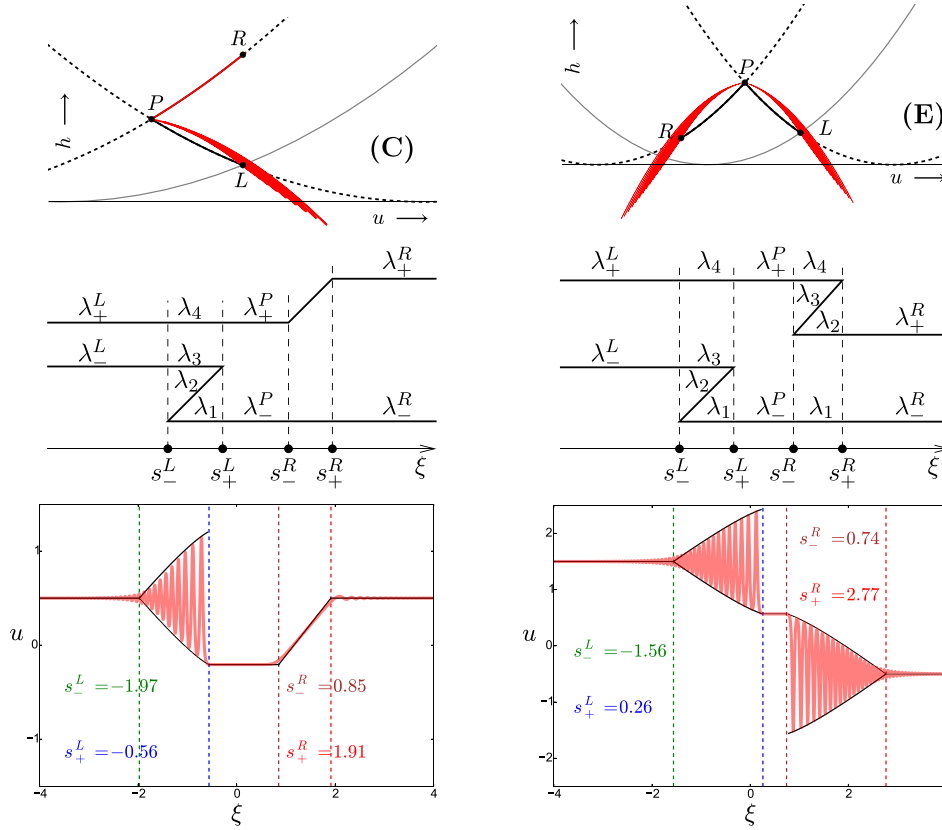 R
P
h
(C)
L
u
P
h
R
L
(E)
u
λ_+^L λ_4 λ_+^P λ_+^R
λ_-^L λ_3
λ_2
λ_1 λ_-^P λ_-^R
s_-^L s_+^L s_-^R s_+^R ξ
λ_+^L λ_4 λ_+^P λ_4
λ_3
λ_2 λ_+^R
λ_-^L λ_3
λ_2
λ_1 λ_-^P λ_1 λ_-^R
s_-^L s_+^L s_-^R s_+^R ξ
1
0
−1
u
s_-^L =−1.97 s_-^R =0.85
s_+^L =−0.56 s_+^R =1.91
−4 −2 0 2 4
ξ
2
1
0
−1
−2
u
s_-^R =0.74
s_+^R =2.77
s_-^L =−1.56
s_+^L =0.26
−4 −2 0 2
ξ